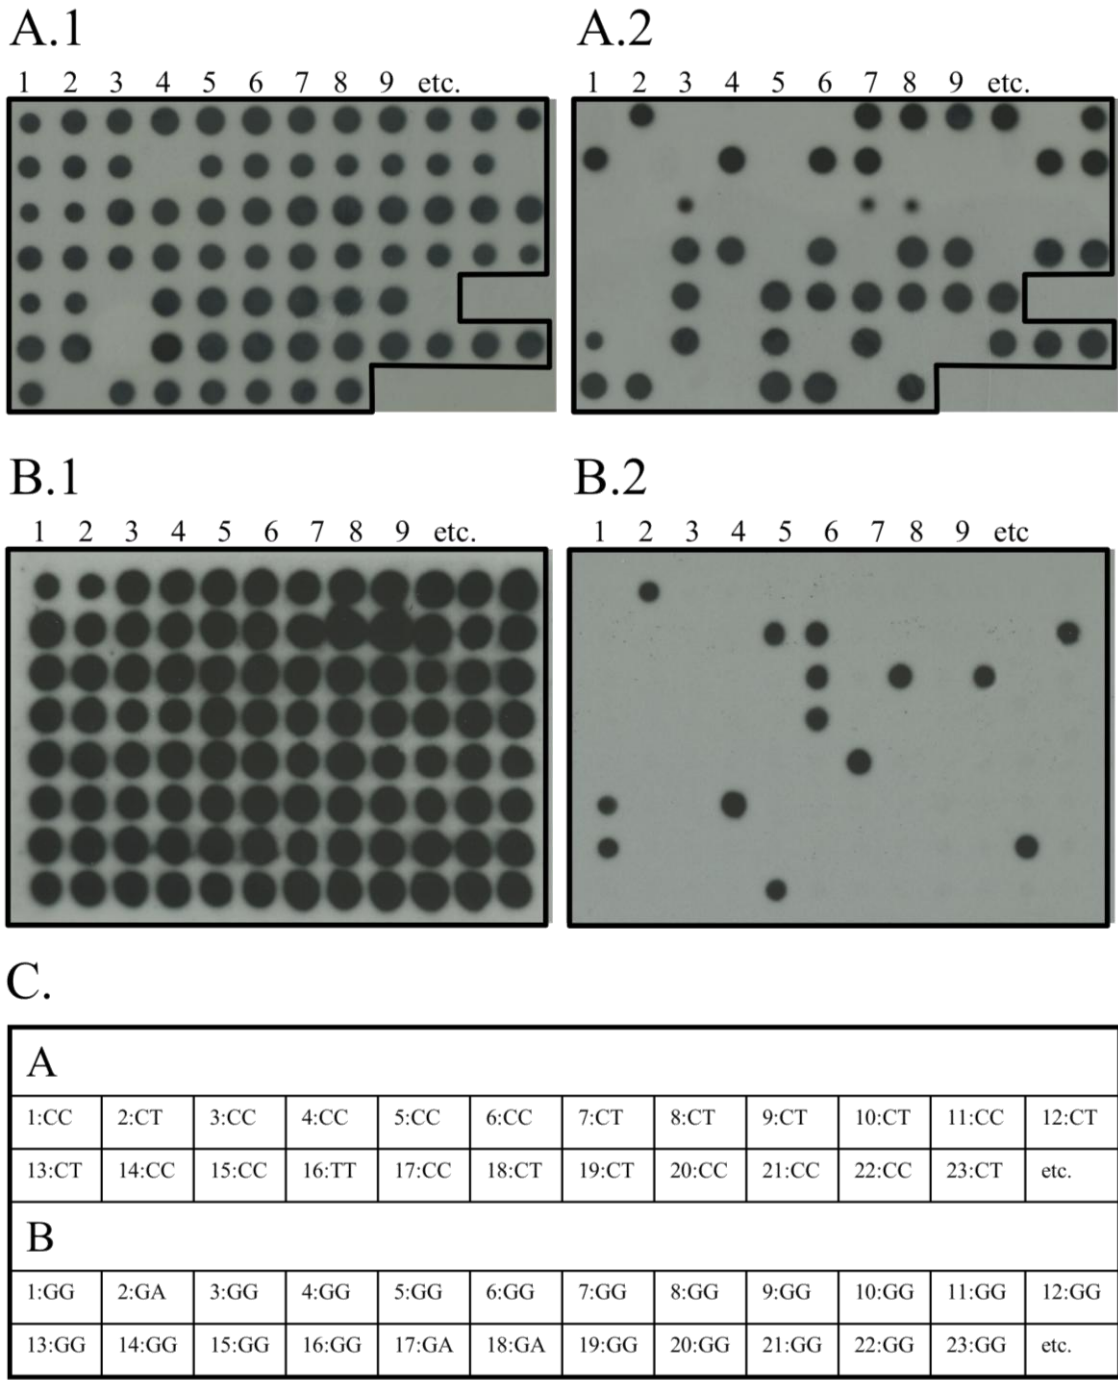 A.1
A.2
1 2 3 4 5 6 7 8 9 etc.
1 2 3 4 5 6 7 8 9 etc.
B.1
B.2
1 2 3 4 5 6 7 8 9 etc.
1 2 3 4 5 6 7 8 9 etc
C.
A
1:CC 2:CT 3:CC 4:CC 5:CC 6:CC 7:CT 8:CT 9:CT 10:CT 11:CC 12:CT
13:CT 14:CC 15:CC 16:TT 17:CC 18:CT 19:CT 20:CC 21:CC 22:CC 23:CT etc.
B
1:GG 2:GA 3:GG 4:GG 5:GG 6:GG 7:GG 8:GG 9:GG 10:GG 11:GG 12:GG
13:GG 14:GG 15:GG 16:GG 17:GA 18:GA 19:GG 20:GG 21:GG 22:GG 23:GG etc.